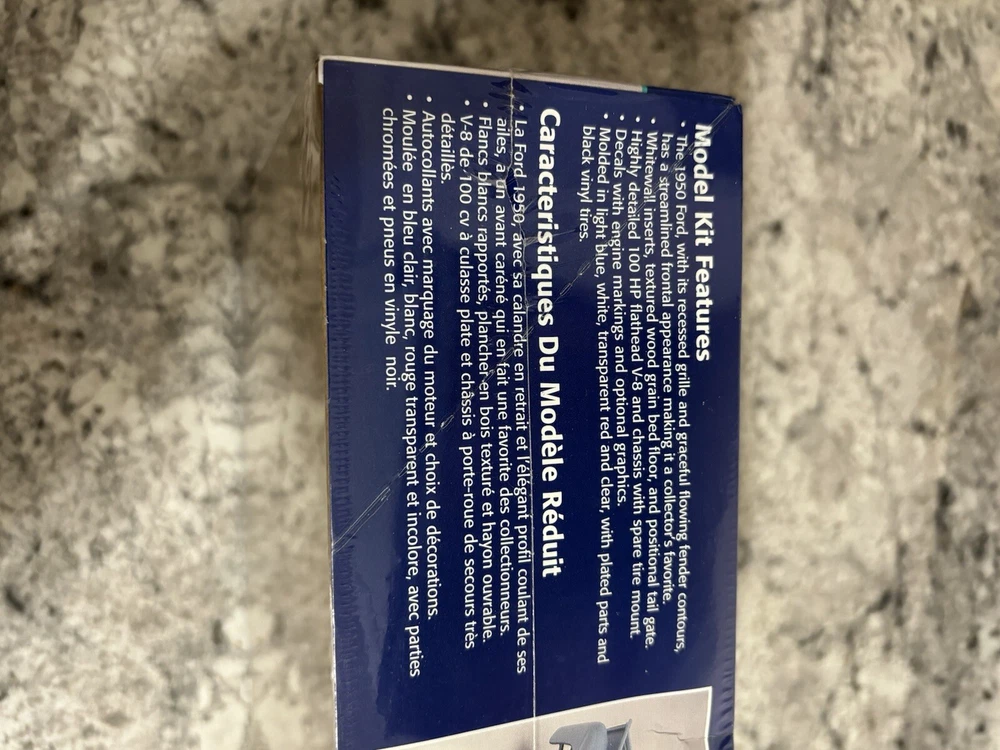 Model Kit Features
• The 1950 Ford, with its recessed grille and graceful flowing fender contours,
has a streamlined frontal appearance making it a collector's favorite.
• Whitewall inserts, textured wood grain bed floor, and positional tail gate.
• Highly detailed 100 HP flathead V-8 and chassis with spare tire mount.
• Decals with engine markings and optional graphics.
• Molded in light blue, white, transparent red and clear, with plated parts and
black vinyl tires.
Caracteristiques Du Modèle Réduit
• La Ford 1950, avec sa calandre en retrait et l'élégant profil coulant de ses
ailes, a un avant caréné qui en fait une favorite des collectionneurs.
• Flancs blancs rapportés, plancher en bois texturé et hayon ouvrable.
• V-8 de 100 cv à culasse plate et châssis à porte-roue de secours très
détaillés.
• Autocollants avec marquage du moteur et choix de décorations.
• Moulée en bleu clair, blanc, rouge transparent et incolore, avec parties
chromées et pneus en vinyle noir.